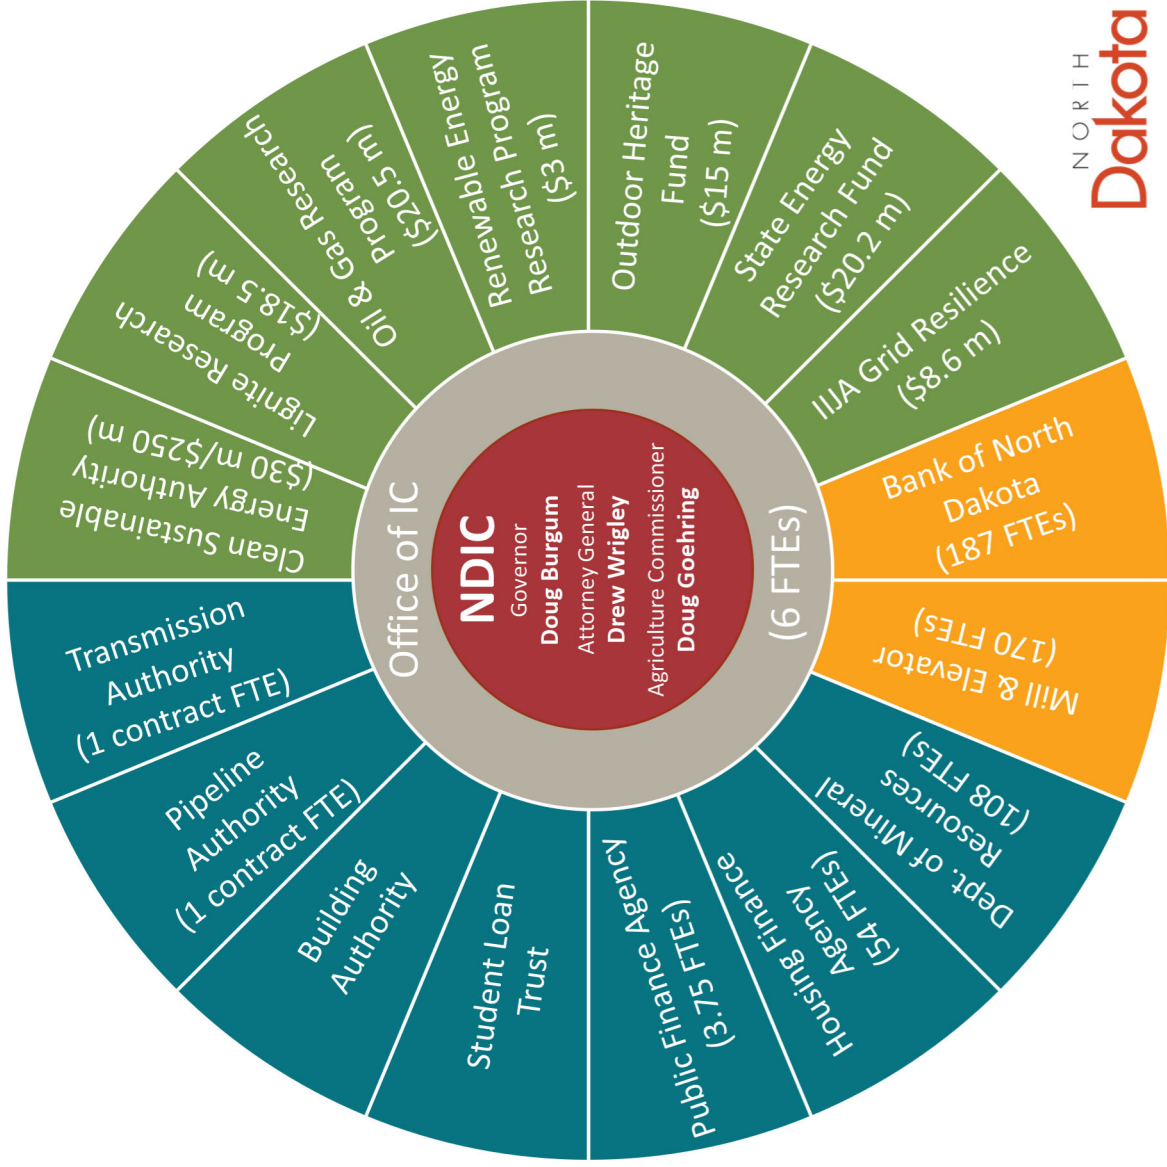 NORTH
Dakota
NDIC
Governor
Doug Burgum
Attorney General
Drew Wrigley
Agriculture Commissioner
Doug Goehring
Office of IC
(6 FTEs)
Clean Sustainable
Energy Authority
($30 m/$250 m)
Lignite Research
Program
($18.5 m)
Oil & Gas Research
Program
($20.5 m)
Renewable Energy
Research Program
($3 m)
Outdoor Heritage
Fund
($15 m)
State Energy
Research Fund
($20.2 m)
IIJA Grid Resilience
($8.6 m)
Bank of North
Dakota
(187 FTEs)
Mill & Elevator
(170 FTEs)
Dept. of Mineral
Resources
(108 FTEs)
Housing Finance
Agency
(54 FTEs)
Public Finance Agency
(3.75 FTEs)
Student Loan
Trust
Building
Authority
Pipeline
Authority
(1 contract FTE)
Transmission
Authority
(1 contract FTE)